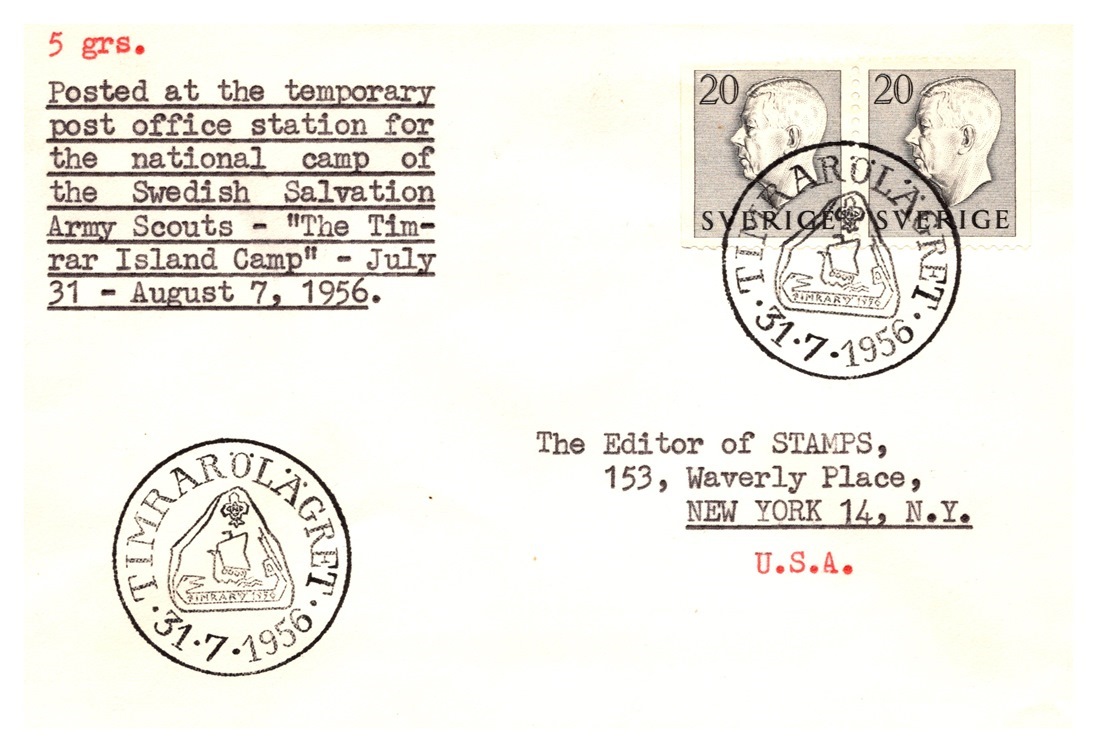 5 grs.
Posted at the temporary
post office station for
the national camp of
the Swedish Salvation
Army Scouts - "The Tim-
rar Island Camp" - July
31 - August 7, 1956.
20 20
SVERIGE SVERIGE
TIMRARÖLÄGRET
·31·7·1956·
The Editor of STAMPS,
153, Waverly Place,
NEW YORK 14, N.Y.
U.S.A.
TIMRARÖLÄGRET
·31·7·1956·